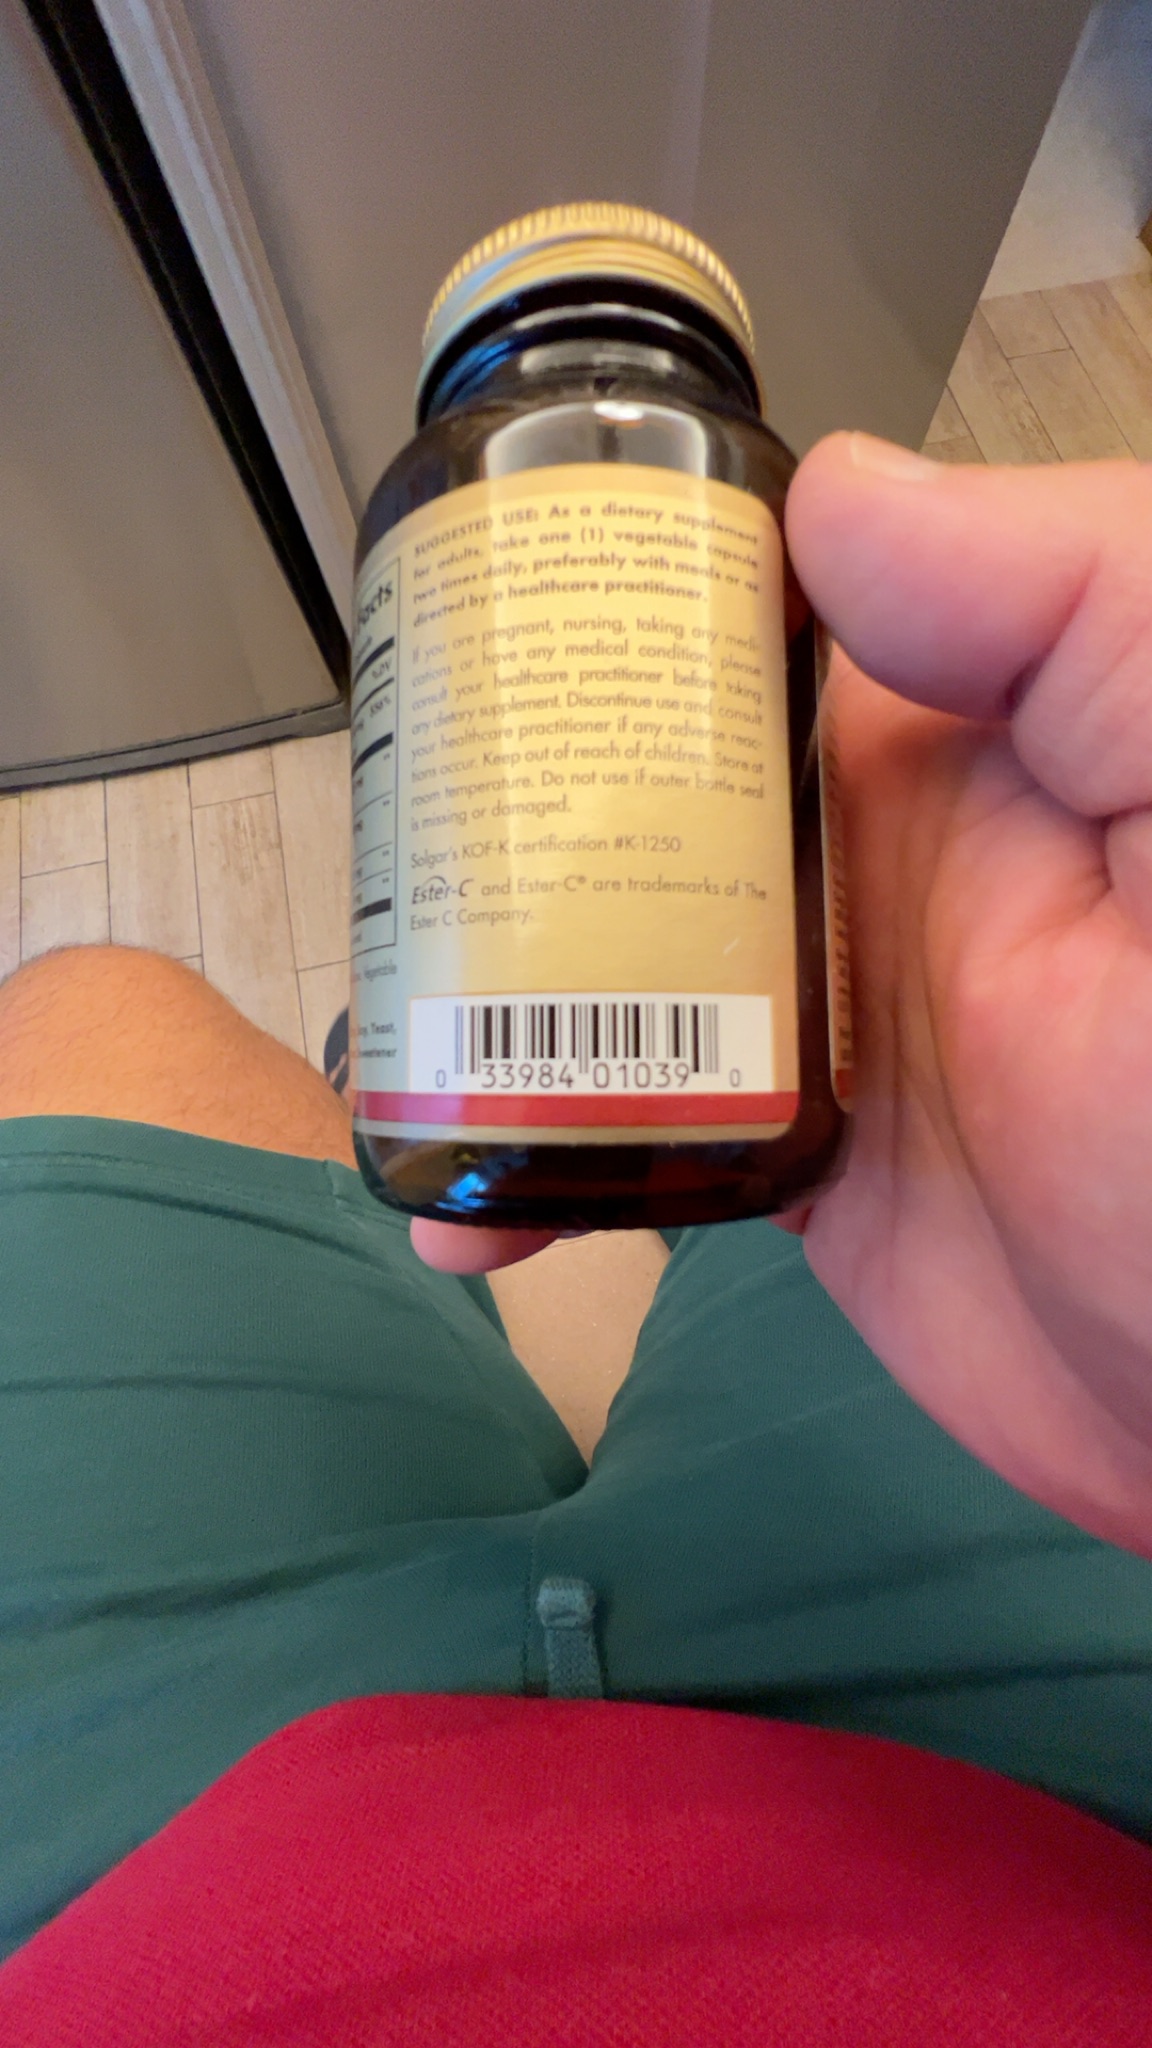 SUGGESTED USE: As a dietary supplement
for adults, take one (1) vegetable capsule
two times daily, preferably with meals or as
directed by a healthcare practitioner.
If you are pregnant, nursing, taking any medi-
cations or have any medical condition, please
consult your healthcare practitioner before taking
any dietary supplement. Discontinue use and consult
your healthcare practitioner if any adverse reac-
tions occur. Keep out of reach of children. Store at
room temperature. Do not use if outer bottle seal
is missing or damaged.
Solgar's KOF-K certification #K-1250
Ester-C and Ester-C® are trademarks of The
Ester C Company.
0 33984 01039 0
Facts
%DV
Vegetable
Yeast,